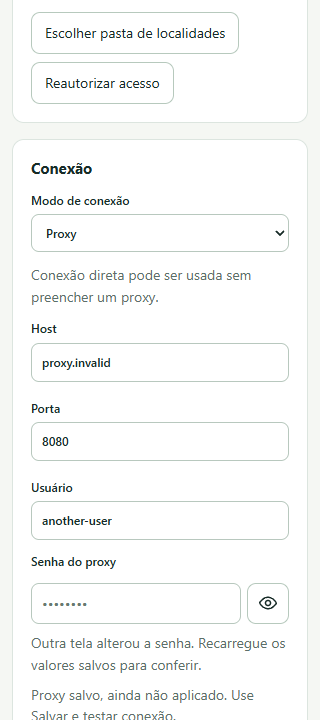 Escolher pasta de localidades
Reautorizar acesso
Conexão
Modo de conexão
Proxy
Conexão direta pode ser usada sem
preencher um proxy.
Host
proxy.invalid
Porta
8080
Usuário
another-user
Senha do proxy
••••••••
Outra tela alterou a senha. Recarregue os
valores salvos para conferir.
Proxy salvo, ainda não aplicado. Use
Salvar e testar conexão.